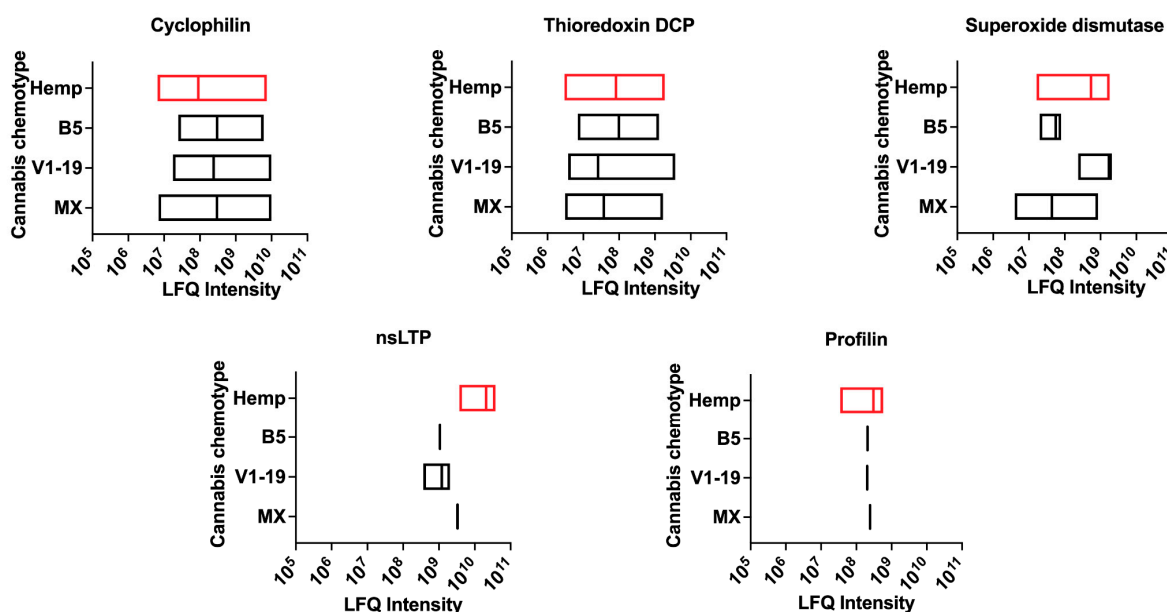 Cyclophilin
Cannabis chemotype
Hemp
B5
V1-19
MX
10^5 10^6 10^7 10^8 10^9 10^10 10^11
LFQ Intensity
Thioredoxin DCP
Cannabis chemotype
Hemp
B5
V1-19
MX
10^5 10^6 10^7 10^8 10^9 10^10 10^11
LFQ Intensity
Superoxide dismutase
Cannabis chemotype
Hemp
B5
V1-19
MX
10^5 10^6 10^7 10^8 10^9 10^10 10^11
LFQ Intensity
nsLTP
Cannabis chemotype
Hemp
B5
V1-19
MX
10^5 10^6 10^7 10^8 10^9 10^10 10^11
LFQ Intensity
Profilin
Cannabis chemotype
Hemp
B5
V1-19
MX
10^5 10^6 10^7 10^8 10^9 10^10 10^11
LFQ Intensity